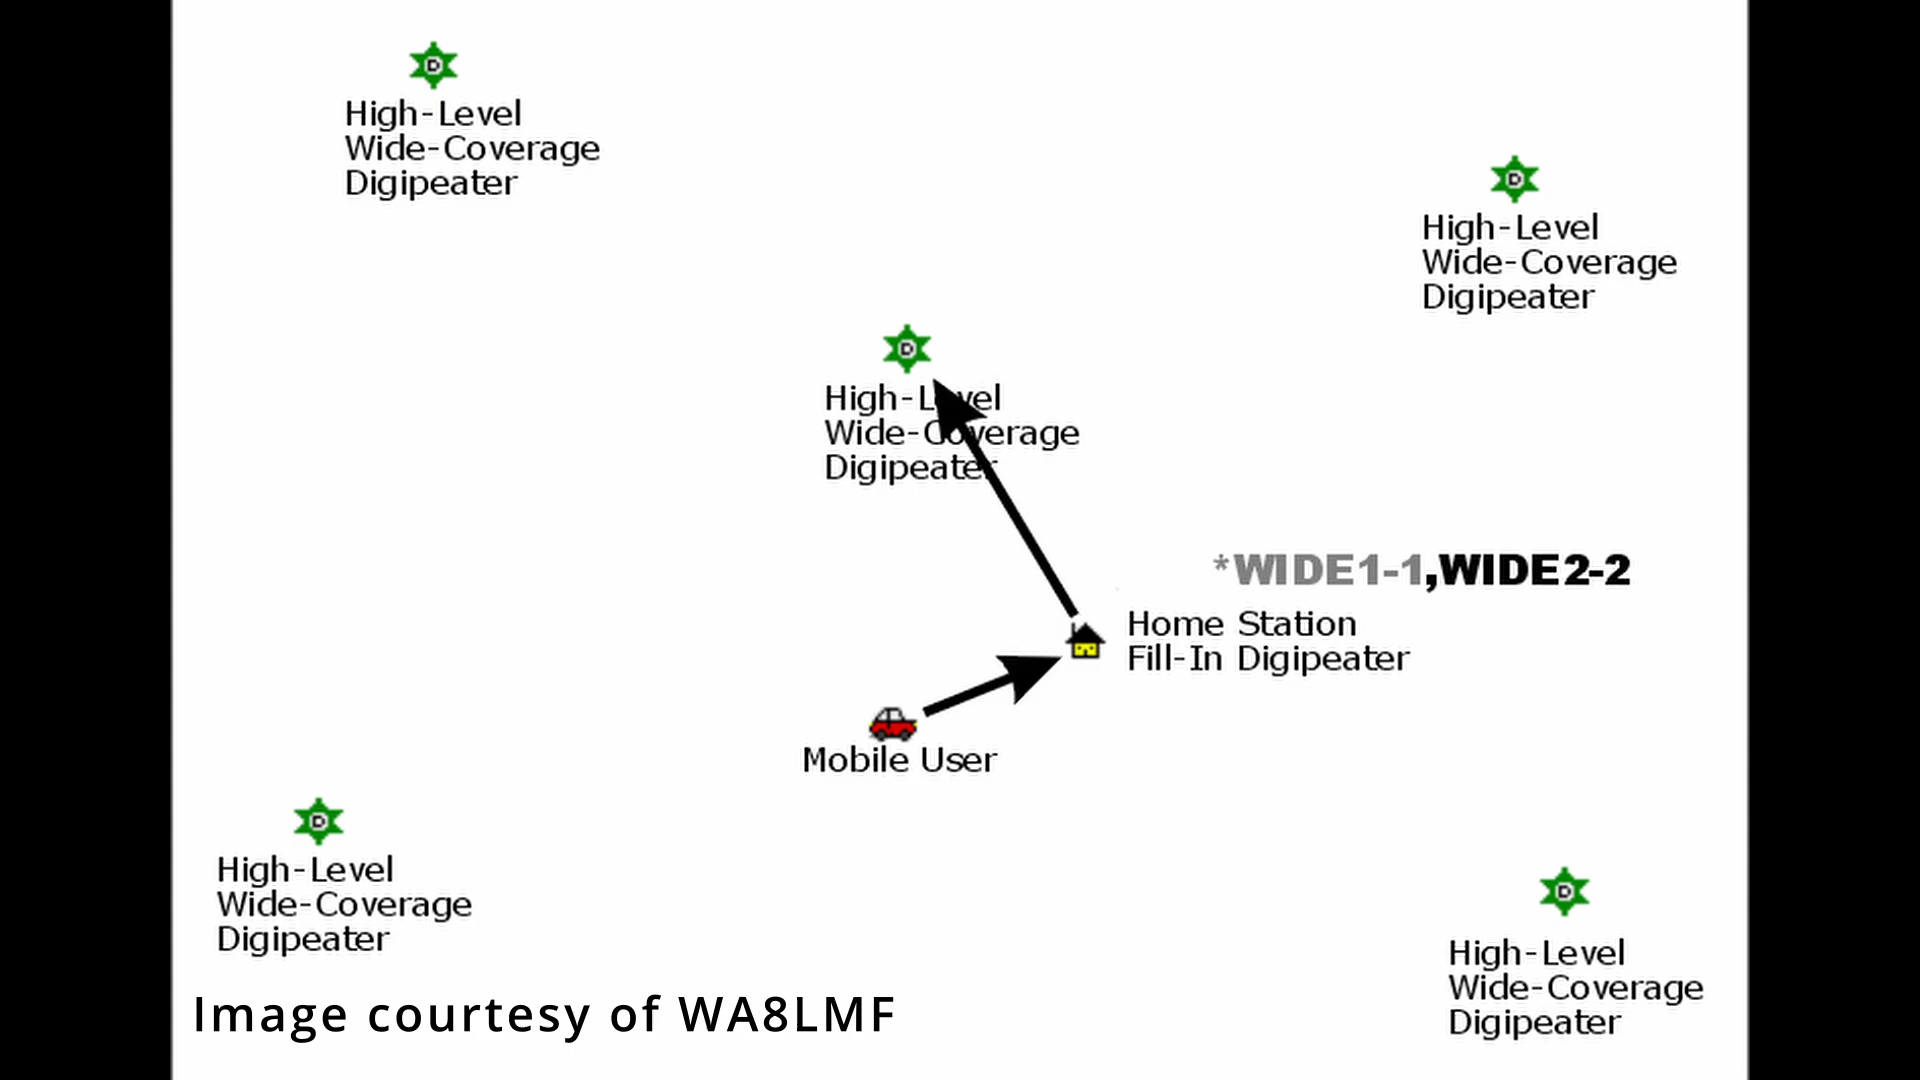 D
High-Level
Wide-Coverage
Digipeater
D
High-Level
Wide-Coverage
Digipeater
D
High-Level
Wide-Coverage
Digipeater
*WIDE1-1,WIDE2-2
Home Station
Fill-In Digipeater
Mobile User
D
High-Level
Wide-Coverage
Digipeater
D
High-Level
Wide-Coverage
Digipeater
Image courtesy of WA8LMF